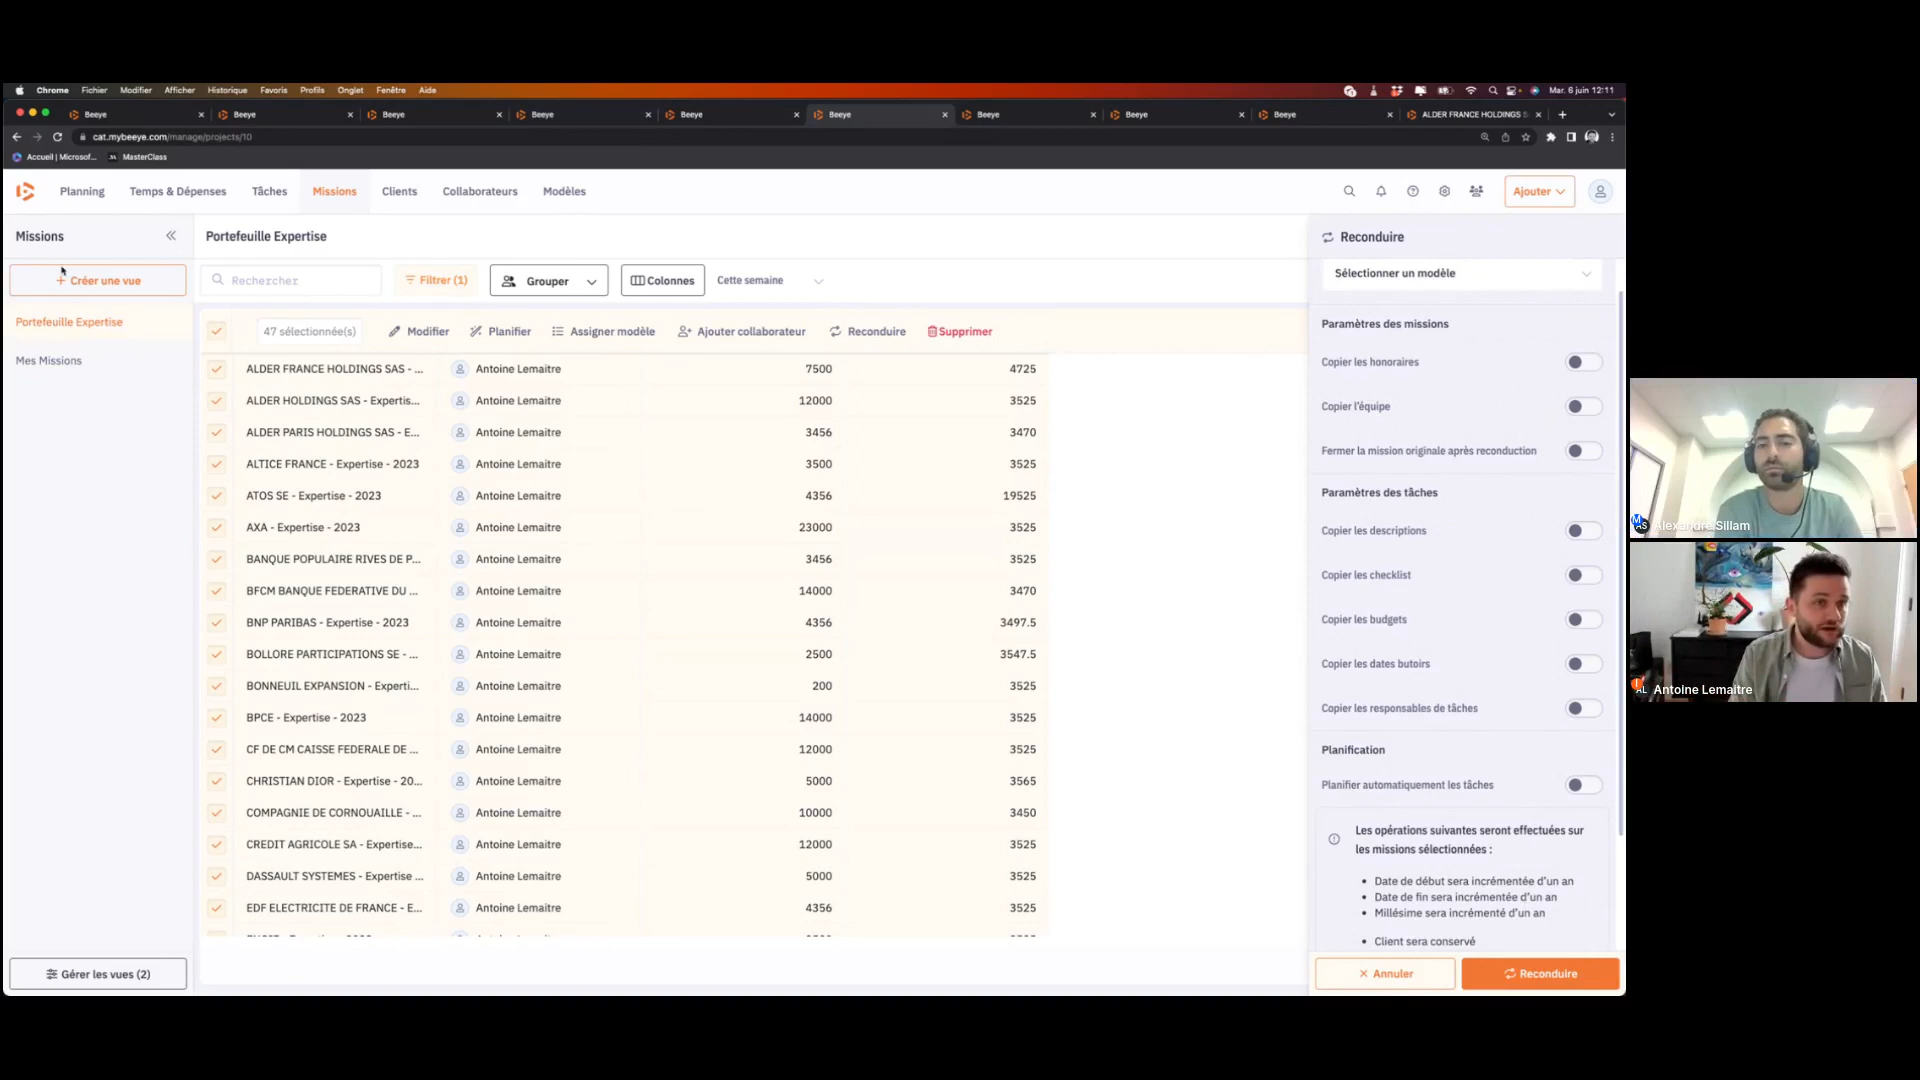 Chrome Fichier Modifier Afficher Historique Favoris Profils Onglet Fenêtre Aide Mar. 6 juin 12:11
Beeye Beeye Beeye Beeye Beeye Beeye Beeye Beeye Beeye ALDER FRANCE HOLDINGS S
cat.mybeeye.com/manage/projects/10
Accueil | Microsof... MasterClass
Planning Temps & Dépenses Tâches Missions Clients Collaborateurs Modèles Ajouter
Missions
Créer une vue
Portefeuille Expertise
Mes Missions
Gérer les vues (2)
Portefeuille Expertise
Rechercher Filtrer (1) Grouper Colonnes Cette semaine
47 sélectionnée(s) Modifier Planifier Assigner modèle Ajouter collaborateur Reconduire Supprimer
ALDER FRANCE HOLDINGS SAS - ... Antoine Lemaitre 7500 4725
ALDER HOLDINGS SAS - Expertis... Antoine Lemaitre 12000 3525
ALDER PARIS HOLDINGS SAS - E... Antoine Lemaitre 3456 3470
ALTICE FRANCE - Expertise - 2023 Antoine Lemaitre 3500 3525
ATOS SE - Expertise - 2023 Antoine Lemaitre 4356 19525
AXA - Expertise - 2023 Antoine Lemaitre 23000 3525
BANQUE POPULAIRE RIVES DE P... Antoine Lemaitre 3456 3525
BFCM BANQUE FEDERATIVE DU ... Antoine Lemaitre 14000 3470
BNP PARIBAS - Expertise - 2023 Antoine Lemaitre 4356 3497.5
BOLLORE PARTICIPATIONS SE - ... Antoine Lemaitre 2500 3547.5
BONNEUIL EXPANSION - Experti... Antoine Lemaitre 200 3525
BPCE - Expertise - 2023 Antoine Lemaitre 14000 3525
CF DE CM CAISSE FEDERALE DE ... Antoine Lemaitre 12000 3525
CHRISTIAN DIOR - Expertise - 20... Antoine Lemaitre 5000 3565
COMPAGNIE DE CORNOUAILLE - ... Antoine Lemaitre 10000 3450
CREDIT AGRICOLE SA - Expertise... Antoine Lemaitre 12000 3525
DASSAULT SYSTEMES - Expertise ... Antoine Lemaitre 5000 3525
EDF ELECTRICITE DE FRANCE - E... Antoine Lemaitre 4356 3525
Reconduire
Sélectionner un modèle
Paramètres des missions
Copier les honoraires
Copier l'équipe
Fermer la mission originale après reconduction
Paramètres des tâches
Copier les descriptions
Copier les checklist
Copier les budgets
Copier les dates butoirs
Copier les responsables de tâches
Planification
Planifier automatiquement les tâches
Les opérations suivantes seront effectuées sur
les missions sélectionnées :
• Date de début sera incrémentée d'un an
• Date de fin sera incrémentée d'un an
• Millésime sera incrémenté d'un an
• Client sera conservé
Annuler Reconduire
Alexandre Sillam
Antoine Lemaitre